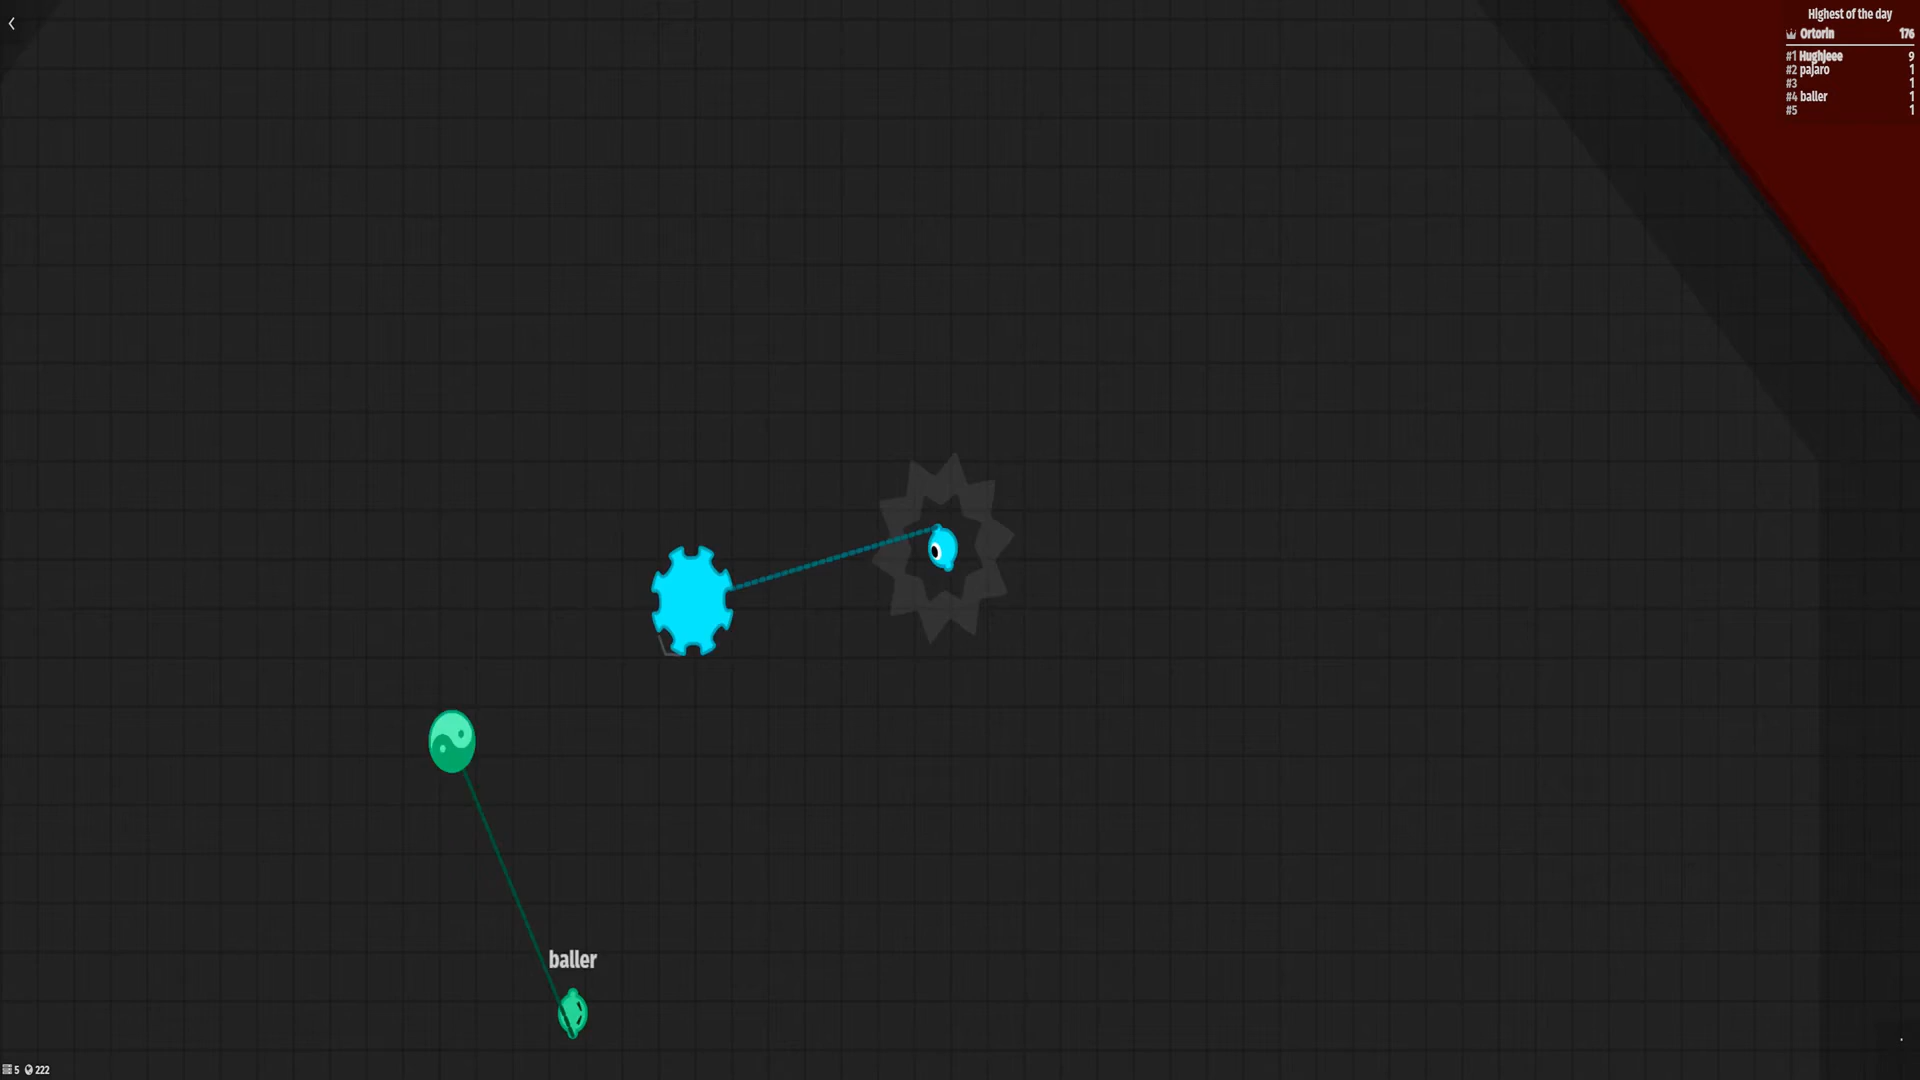 Highest of the day
Ortorin 176
#1 Hughjeee 9
#2 pajaro 1
#3 1
#4 baller 1
#5 1
baller
5 222